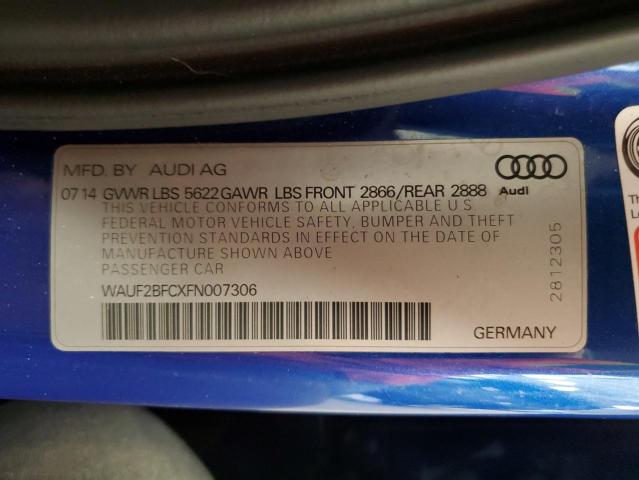 MFD. BY AUDI AG
Audi
07 14 GVWR LBS 5622 GAWR LBS FRONT 2866/REAR 2888
THIS VEHICLE CONFORMS TO ALL APPLICABLE U S
FEDERAL MOTOR VEHICLE SAFETY, BUMPER AND THEFT
PREVENTION STANDARDS IN EFFECT ON THE DATE OF
MANUFACTURE SHOWN ABOVE
PASSENGER CAR
WAUF2BFCXFN007306
GERMANY
2812305